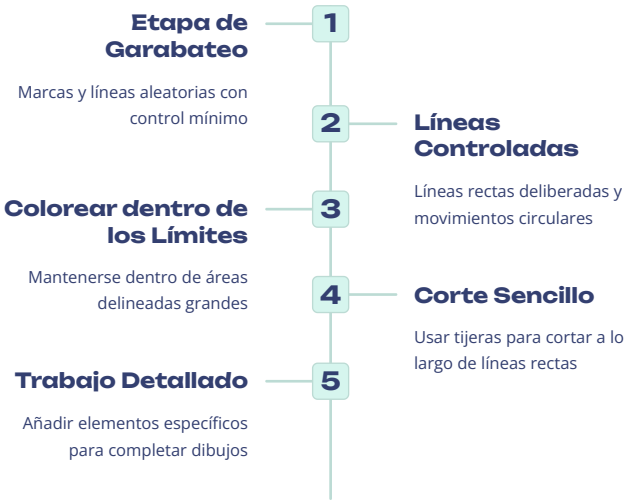 Etapa de
Garabateo
1
Marcas y líneas aleatorias con
control mínimo
2
Líneas
Controladas
Líneas rectas deliberadas y
movimientos circulares
Colorear dentro de
los Límites
3
Mantenerse dentro de áreas
delineadas grandes
4
Corte Sencillo
Usar tijeras para cortar a lo
largo de líneas rectas
Trabajo Detallado
5
Añadir elementos específicos
para completar dibujos